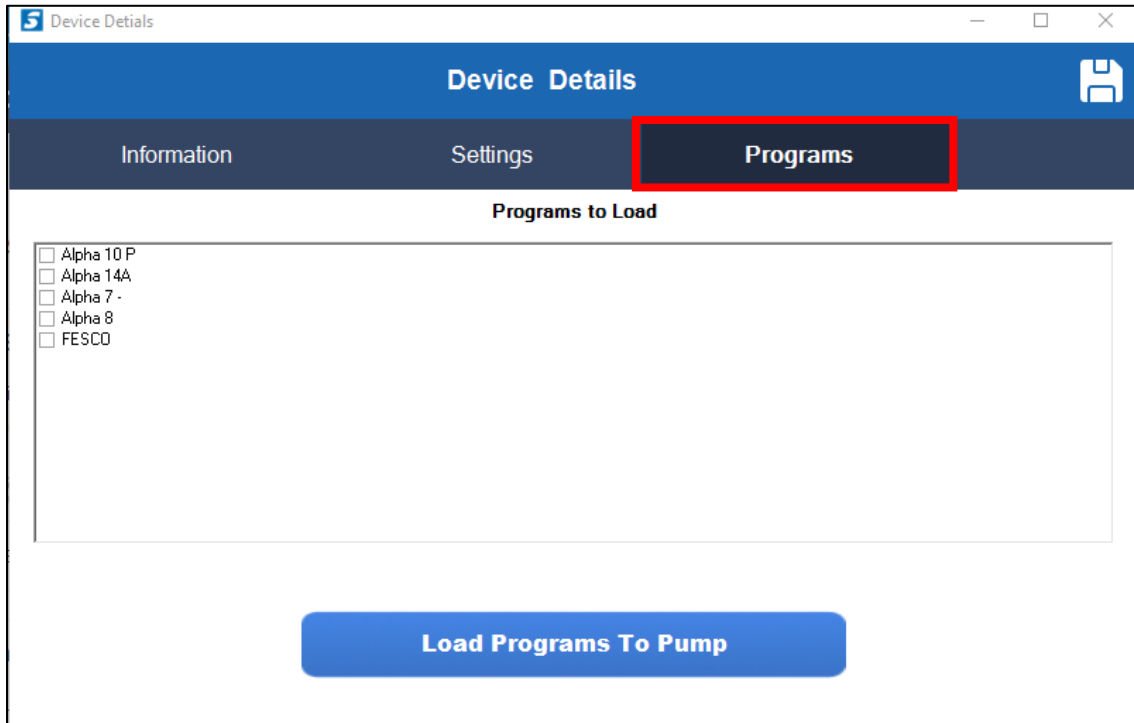 Device Detials
Device Details
Information Settings Programs
Programs to Load
Alpha 10 P
Alpha 14A
Alpha 7 -
Alpha 8
FESCO
Load Programs To Pump